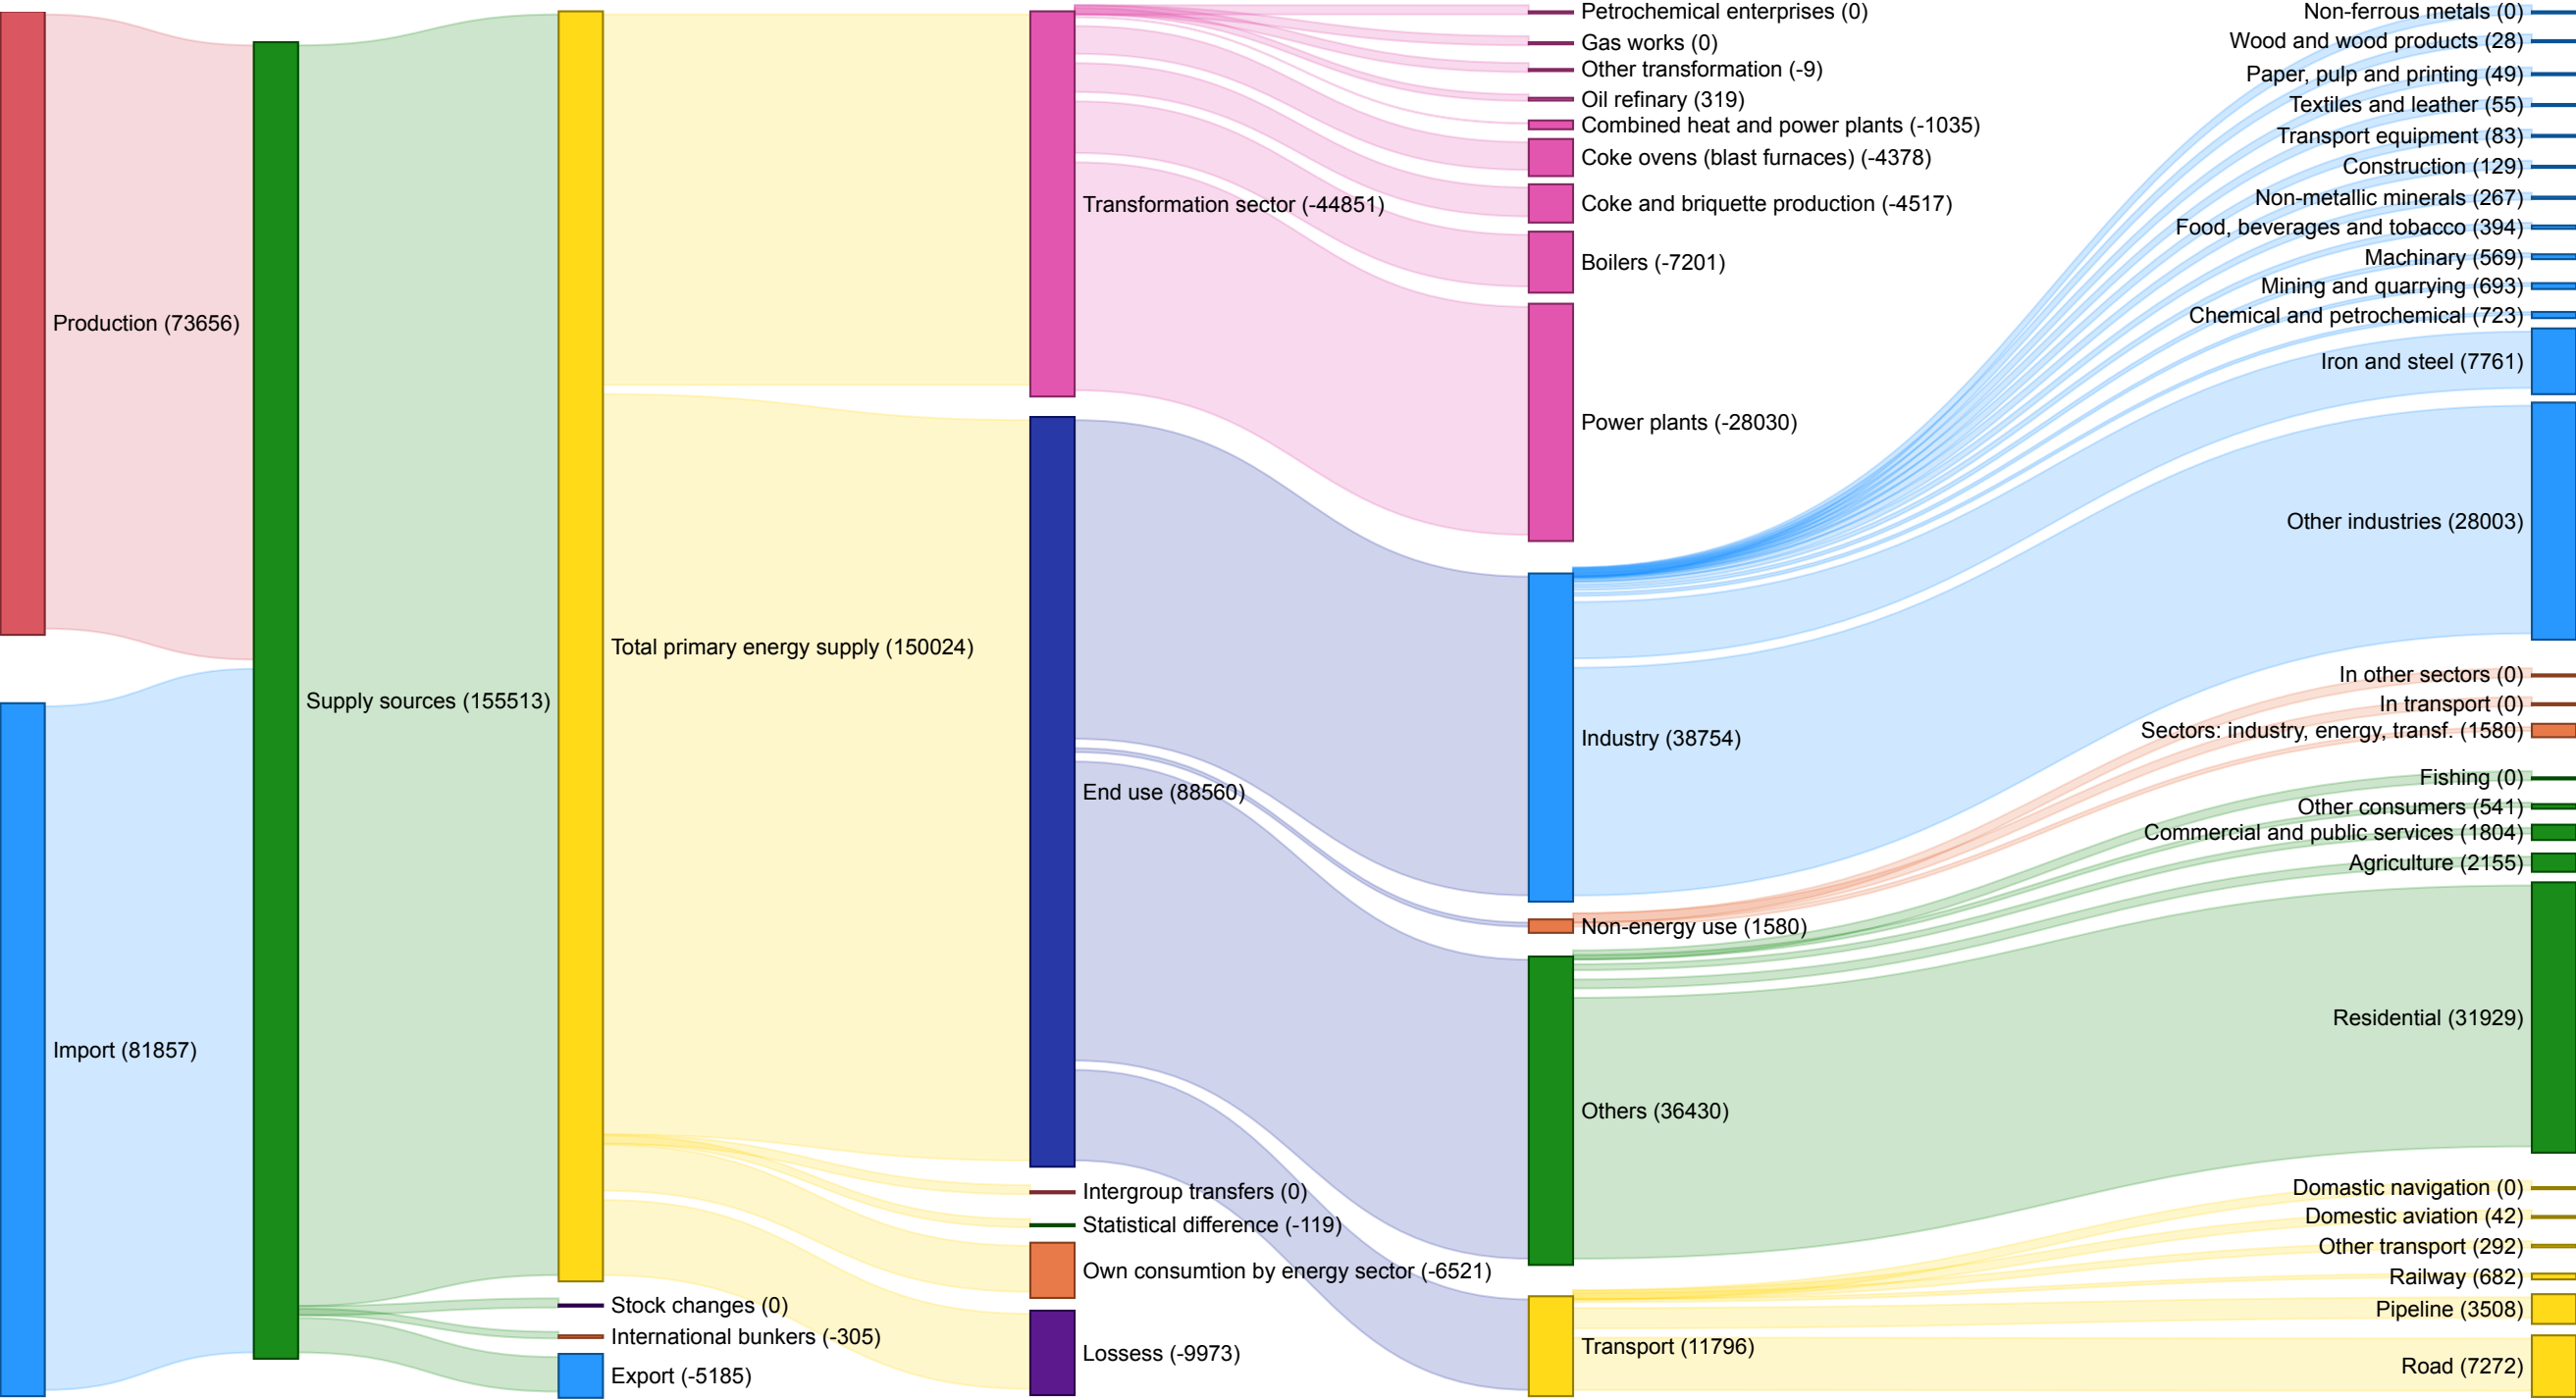 Production (73656)
Import (81857)
Supply sources (155513)
Total primary energy supply (150024)
Stock changes (0)
International bunkers (-305)
Export (-5185)
Transformation sector (-44851)
End use (88560)
Intergroup transfers (0)
Statistical difference (-119)
Own consumtion by energy sector (-6521)
Lossess (-9973)
Petrochemical enterprises (0)
Gas works (0)
Other transformation (-9)
Oil refinary (319)
Combined heat and power plants (-1035)
Coke ovens (blast furnaces) (-4378)
Coke and briquette production (-4517)
Boilers (-7201)
Power plants (-28030)
Industry (38754)
Non-energy use (1580)
Others (36430)
Transport (11796)
Non-ferrous metals (0)
Wood and wood products (28)
Paper, pulp and printing (49)
Textiles and leather (55)
Transport equipment (83)
Construction (129)
Non-metallic minerals (267)
Food, beverages and tobacco (394)
Machinary (569)
Mining and quarrying (693)
Chemical and petrochemical (723)
Iron and steel (7761)
Other industries (28003)
In other sectors (0)
In transport (0)
Sectors: industry, energy, transf. (1580)
Fishing (0)
Other consumers (541)
Commercial and public services (1804)
Agriculture (2155)
Residential (31929)
Domastic navigation (0)
Domestic aviation (42)
Other transport (292)
Railway (682)
Pipeline (3508)
Road (7272)